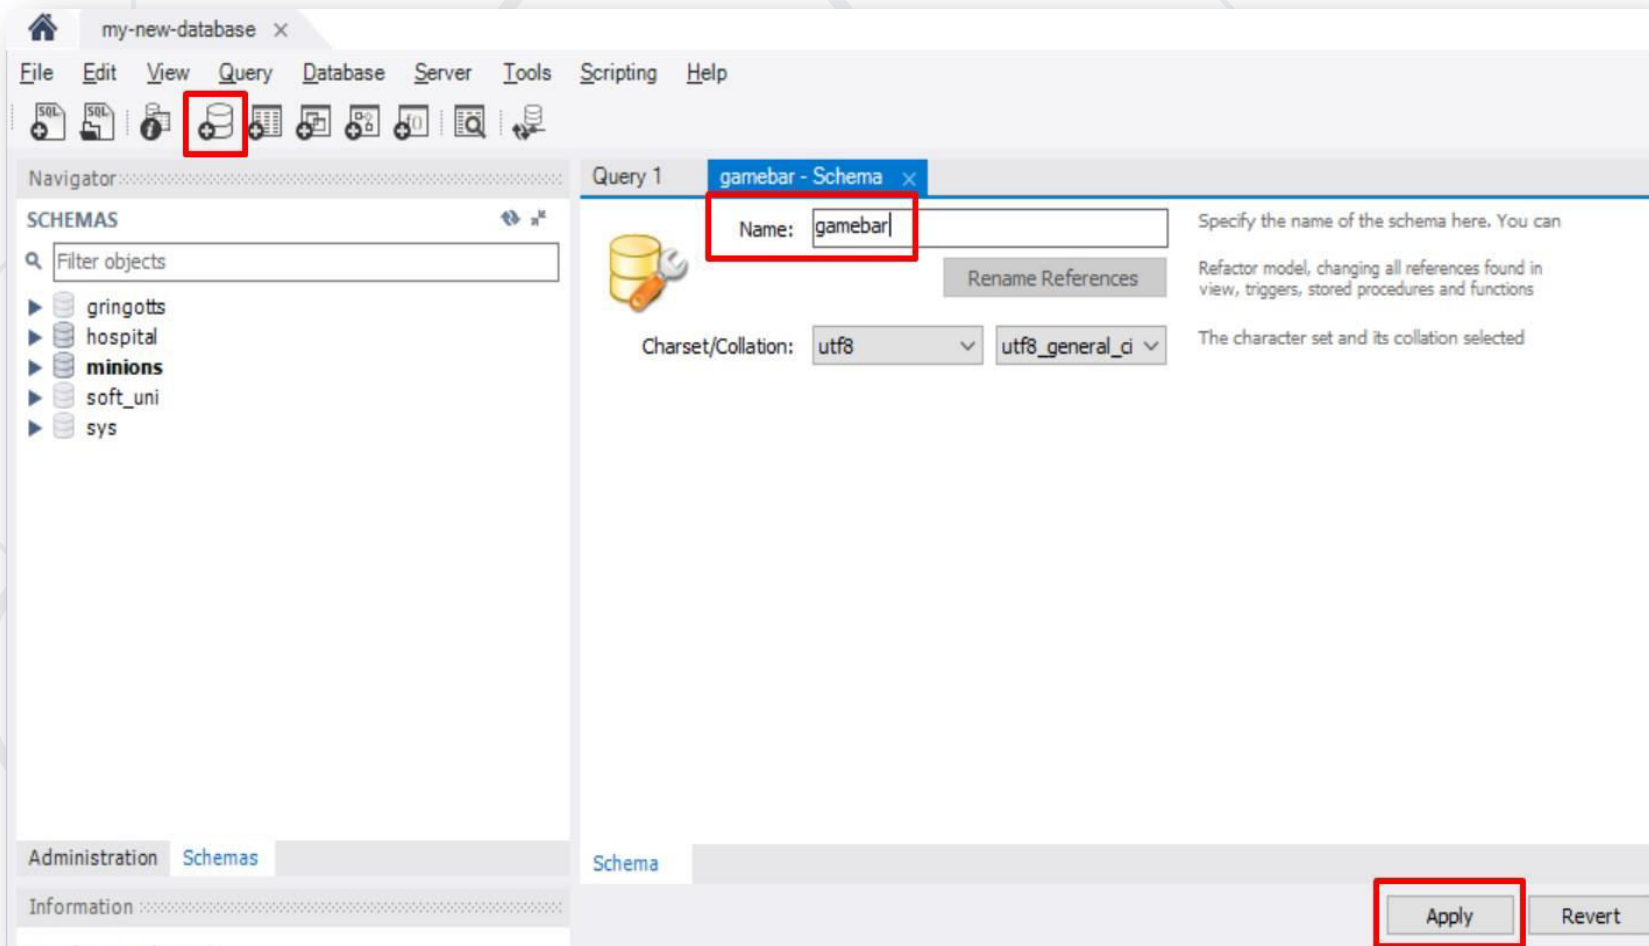 my-new-database
File Edit View Query Database Server Tools Scripting Help
SQL SQL
Navigator
SCHEMAS
Filter objects
gringotts
hospital
minions
soft_uni
sys
Administration Schemas
Information
Query 1 gamebar - Schema
Name: gamebar
Specify the name of the schema here. You can
Rename References
Refactor model, changing all references found in
view, triggers, stored procedures and functions
Charset/Collation: utf8 utf8_general_ci
The character set and its collation selected
Schema
Apply Revert